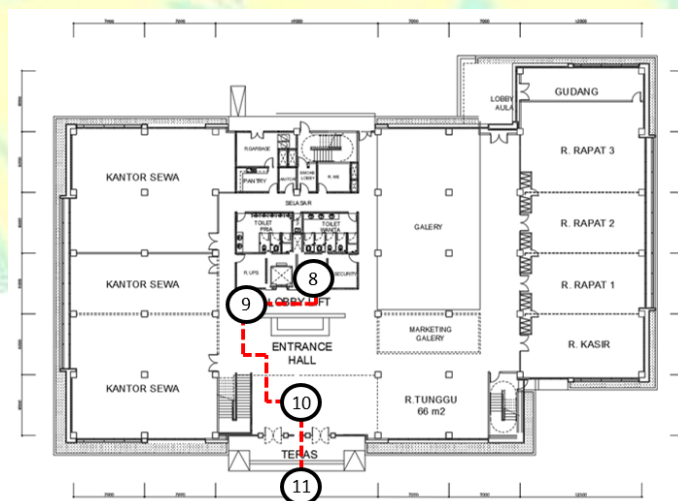 LOBBY
AULA
GUDANG
R.GARBASE
R. ME
PANTRY
R. RAPAT 3
KANTOR SEWA
SELASAR
TOILET
PRIA
TOILET
WANITA
GALERY
R. RAPAT 2
R. UPS
8
SECURITY
KANTOR SEWA
R. RAPAT 1
9
LOBBY LIFT
MARKETING
GALERY
ENTRANCE
HALL
R. KASIR
KANTOR SEWA
10
R.TUNGGU
66 m2
TERAS
11